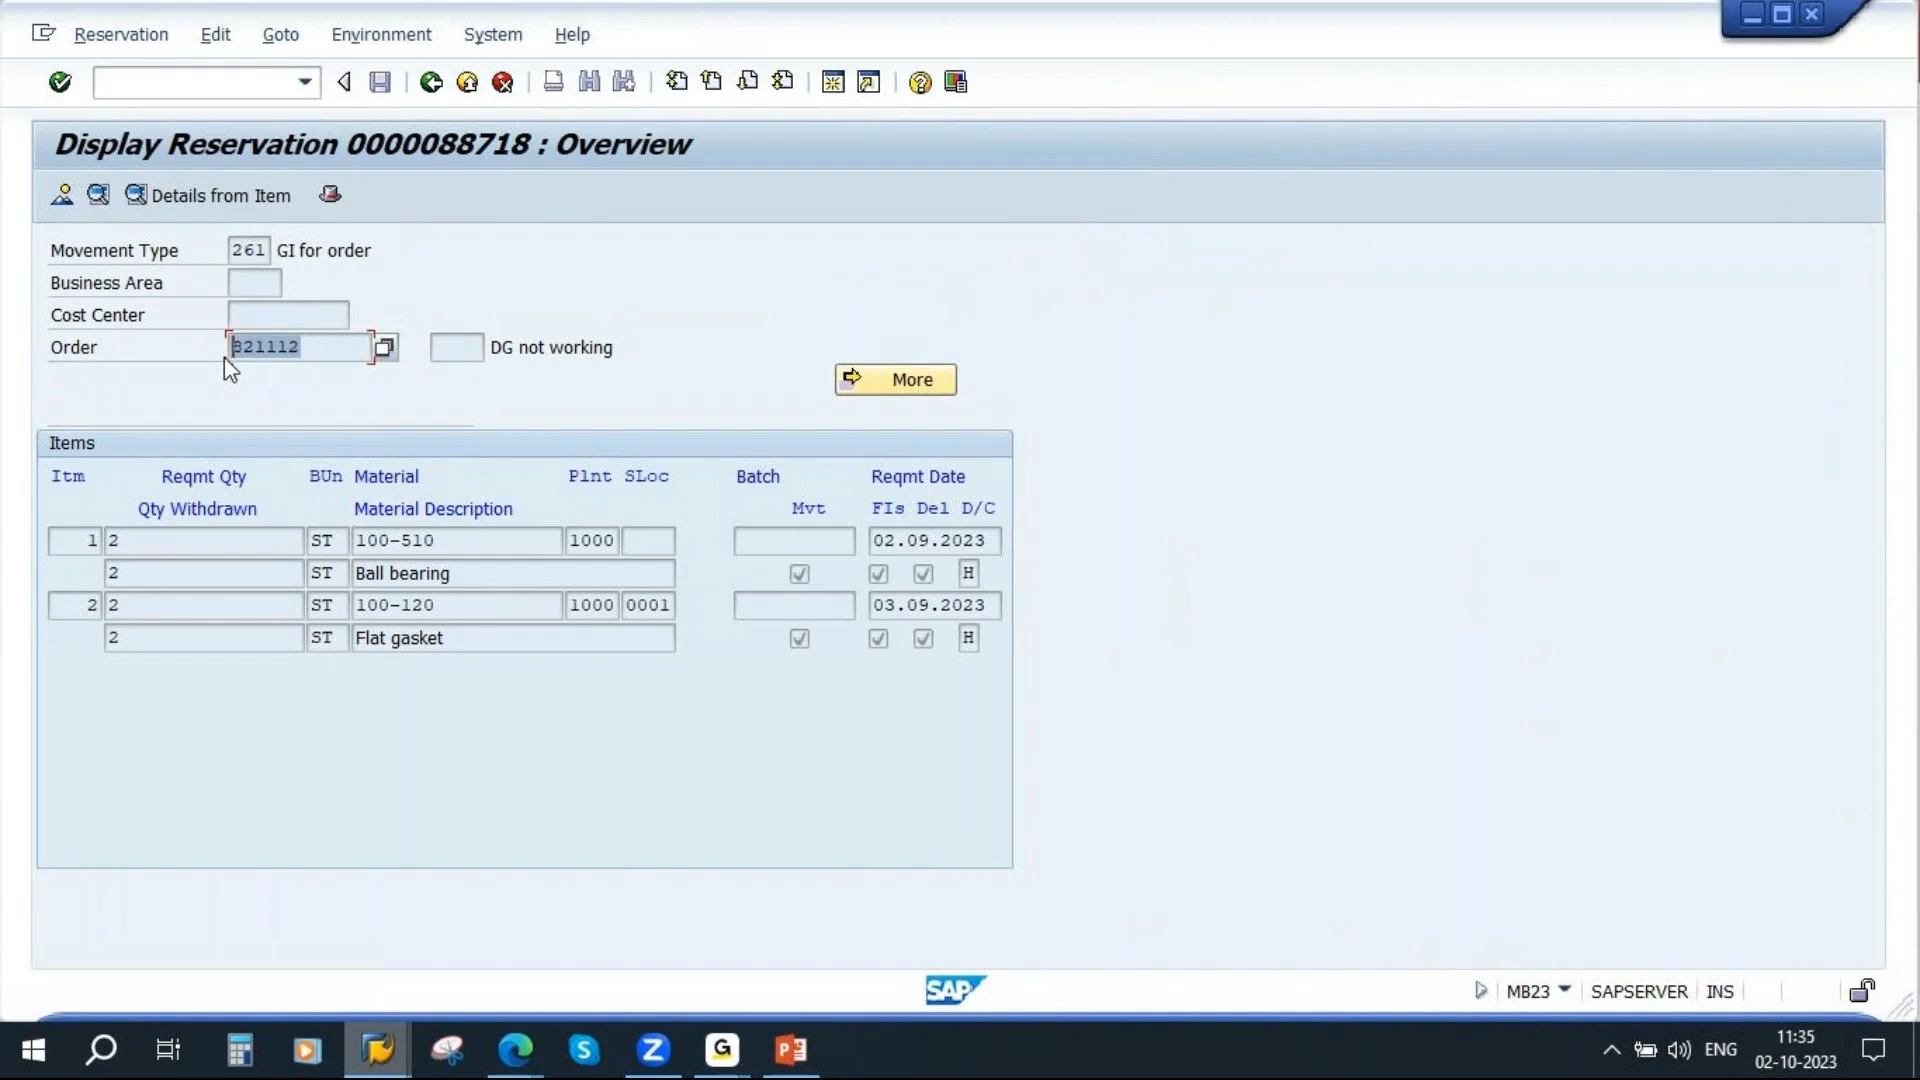 Reservation Edit Goto Environment System Help
Display Reservation 0000088718 : Overview
Details from Item
Movement Type 261 GI for order
Business Area
Cost Center
Order 821112 DG not working
More
Items
Itm Reqmt Qty BUn Material Plnt SLoc Batch Reqmt Date
Qty Withdrawn Material Description Mvt FIs Del D/C
1 2 ST 100-510 1000 02.09.2023
2 ST Ball bearing H
2 2 ST 100-120 1000 0001 03.09.2023
2 ST Flat gasket H
SAP MB23 SAPSERVER INS
S Z G P
ENG 11:35
02-10-2023